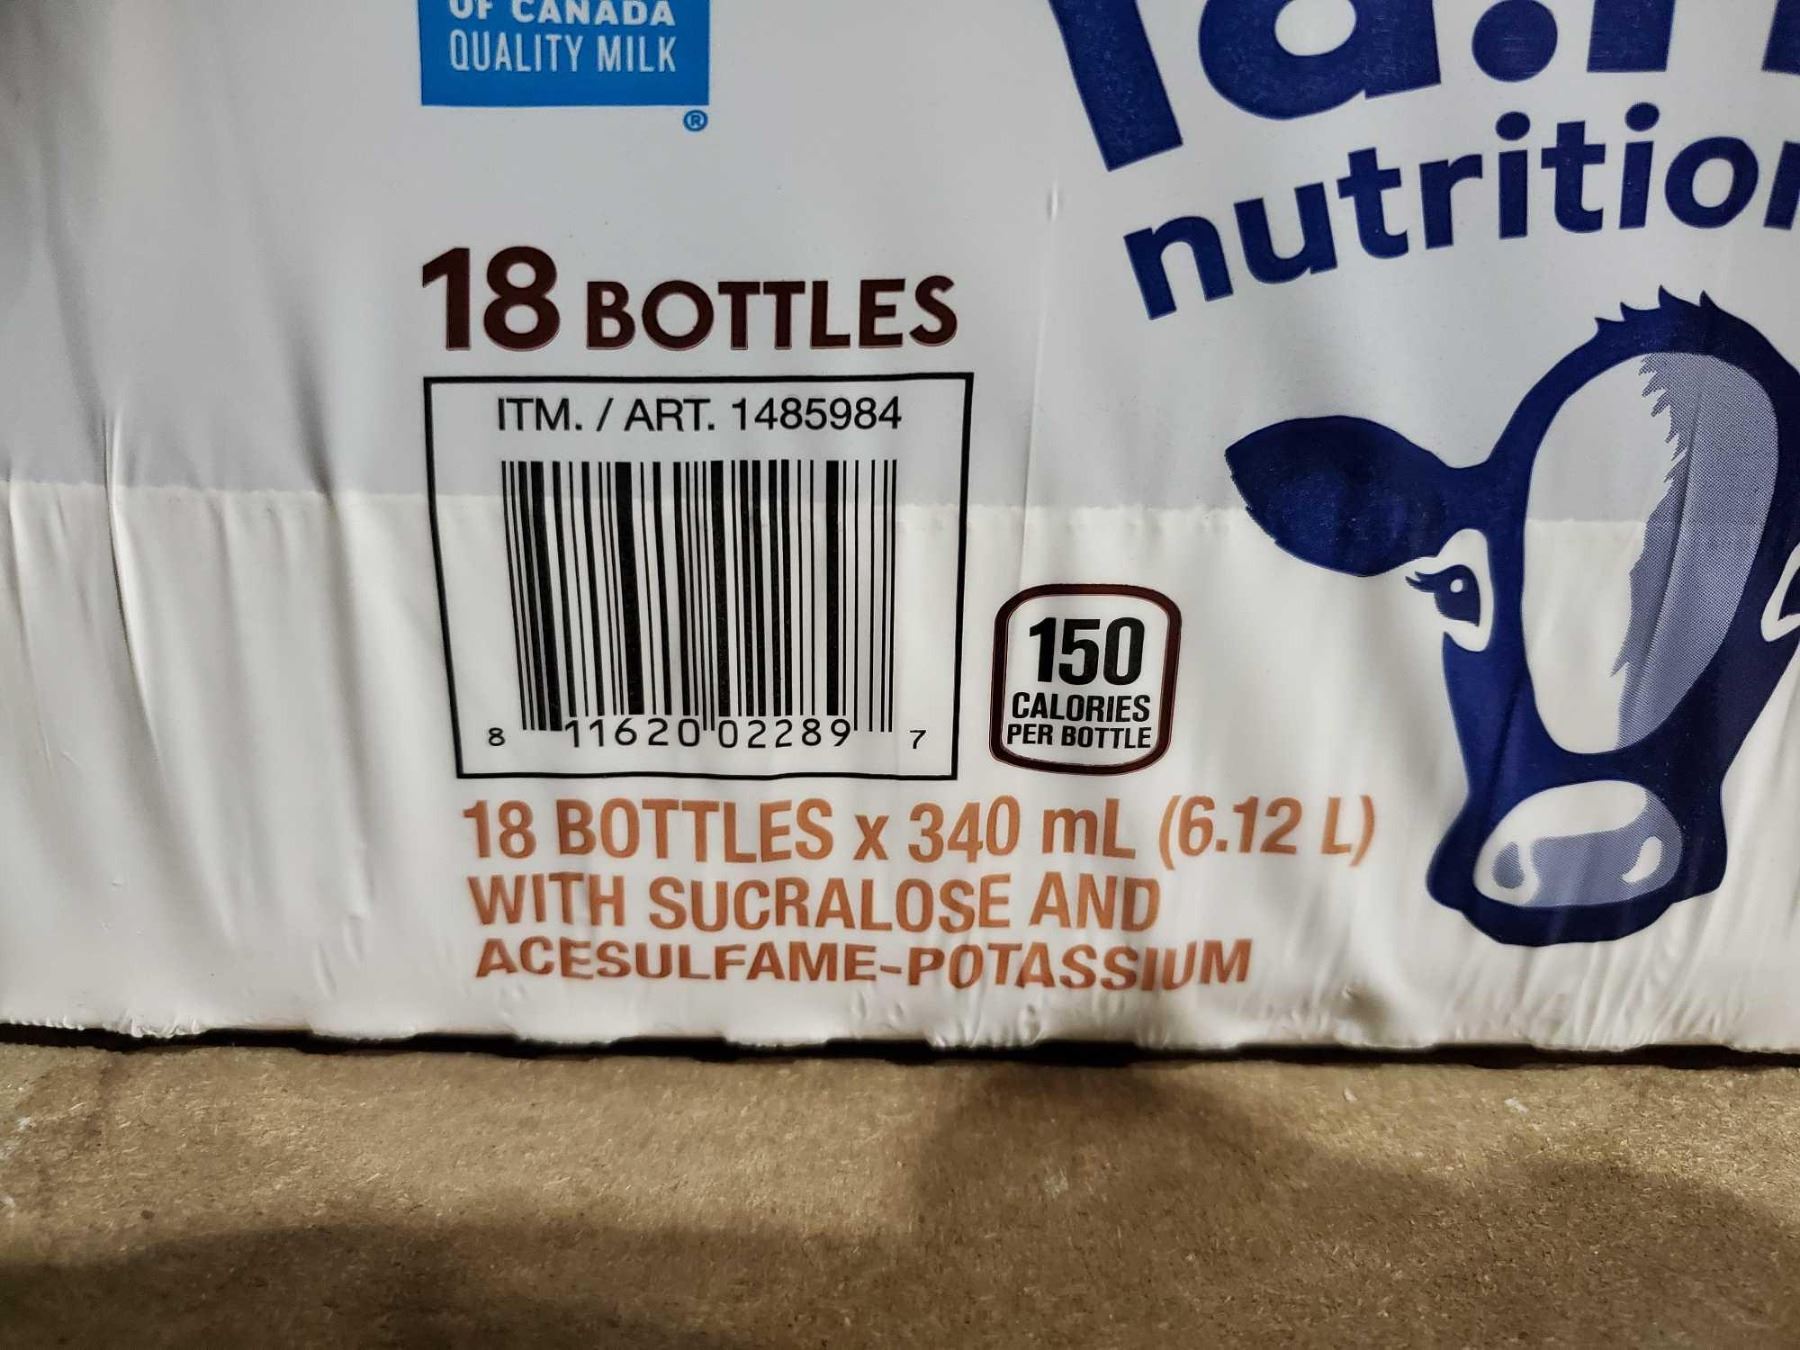 OF CANADA
QUALITY MILK
®
nutrition
18 BOTTLES
ITM. / ART. 1485984
8 11620 02289 7
150
CALORIES
PER BOTTLE
18 BOTTLES x 340 mL (6.12 L)
WITH SUCRALOSE AND
ACESULFAME-POTASSIUM